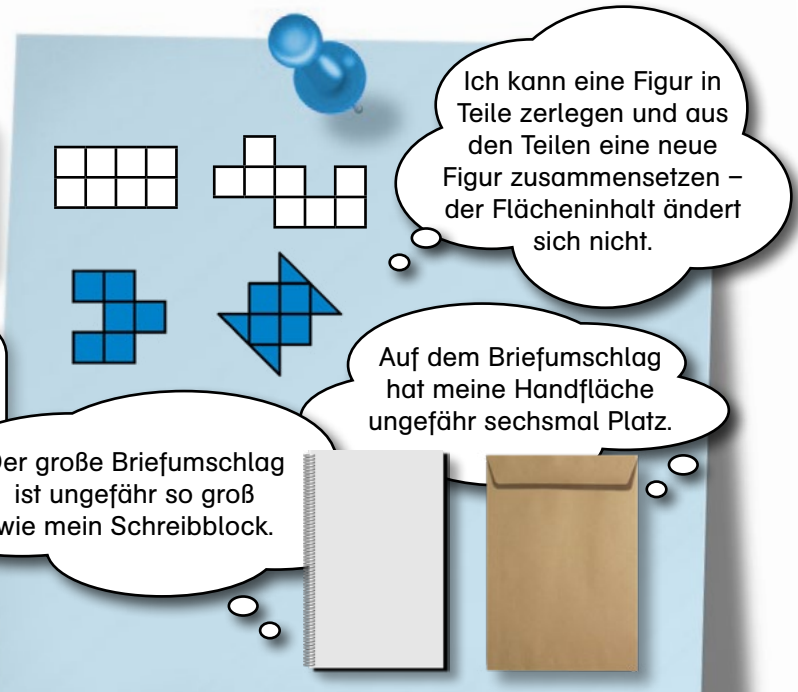 Ich kann eine Figur in
Teile zerlegen und aus
den Teilen eine neue
Figur zusammensetzen –
der Flächeninhalt ändert
sich nicht.
Auf dem Briefumschlag
hat meine Handfläche
ungefähr sechsmal Platz.
er große Briefumschlag
ist ungefähr so groß
wie mein Schreibblock.